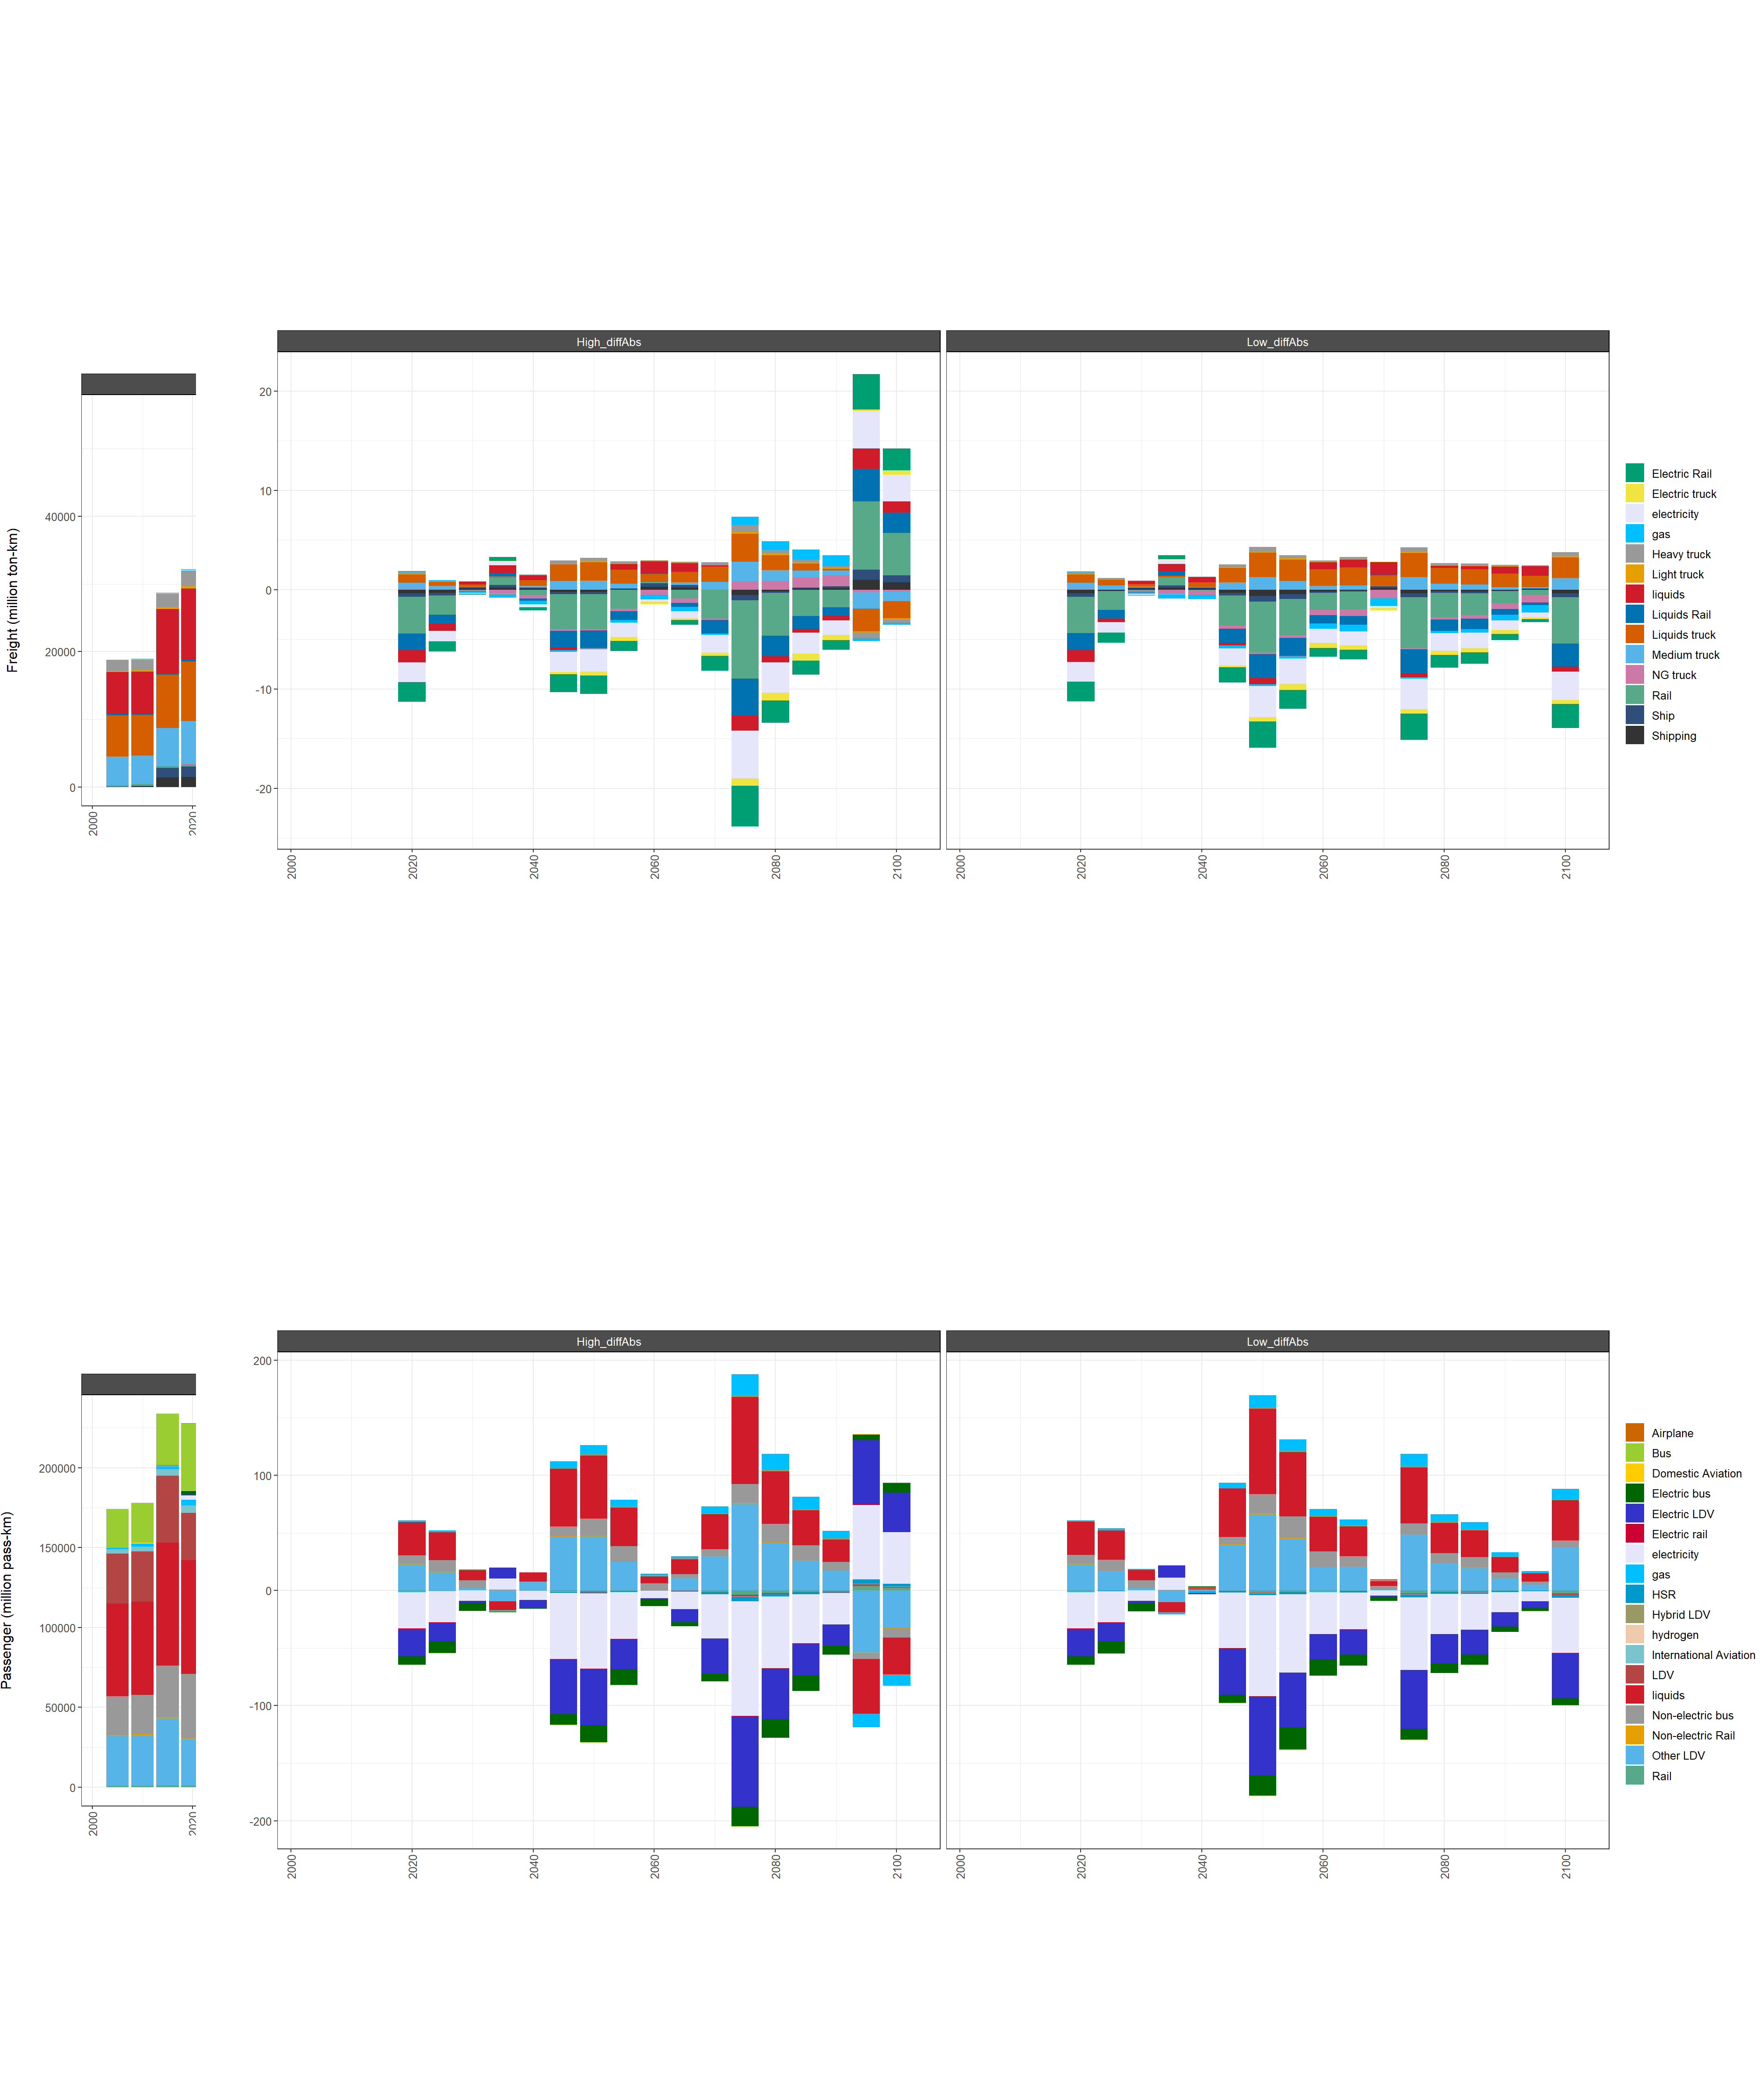 High_diffAbs
Low_diffAbs
Freight (million ton-km)
40000
20000
0
2000
2020
20
10
0
-10
-20
2000
2020
2040
2060
2080
2100
2000
2020
2040
2060
2080
2100
Electric Rail
Electric truck
electricity
gas
Heavy truck
Light truck
liquids
Liquids Rail
Liquids truck
Medium truck
NG truck
Rail
Ship
Shipping
High_diffAbs
Low_diffAbs
Passenger (million pass-km)
200000
150000
100000
50000
0
2000
2020
200
100
0
-100
-200
2000
2020
2040
2060
2080
2100
2000
2020
2040
2060
2080
2100
Airplane
Bus
Domestic Aviation
Electric bus
Electric LDV
Electric rail
electricity
gas
HSR
Hybrid LDV
hydrogen
International Aviation
LDV
liquids
Non-electric bus
Non-electric Rail
Other LDV
Rail